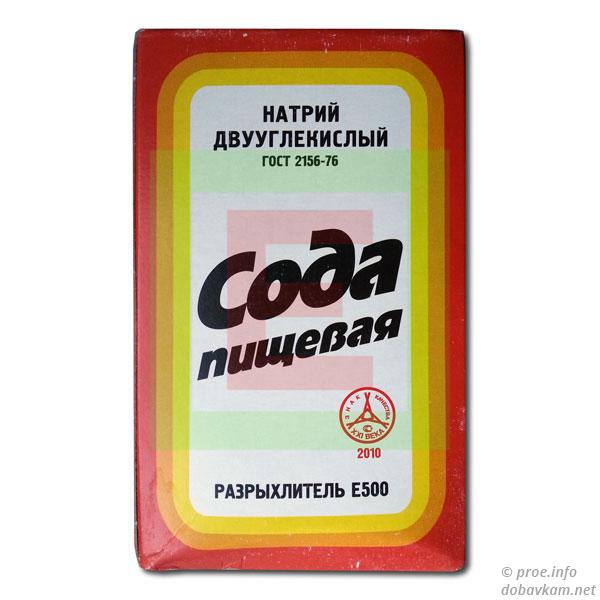 НАТРИЙ
ДВУУГЛЕКИСЛЫЙ
ГОСТ 2156-76
Сода
пищевая
ЗНАК КАЧЕСТВА
XXI ВЕКА
2010
РАЗРЫХЛИТЕЛЬ Е500
© proe.info
dobavkam.net